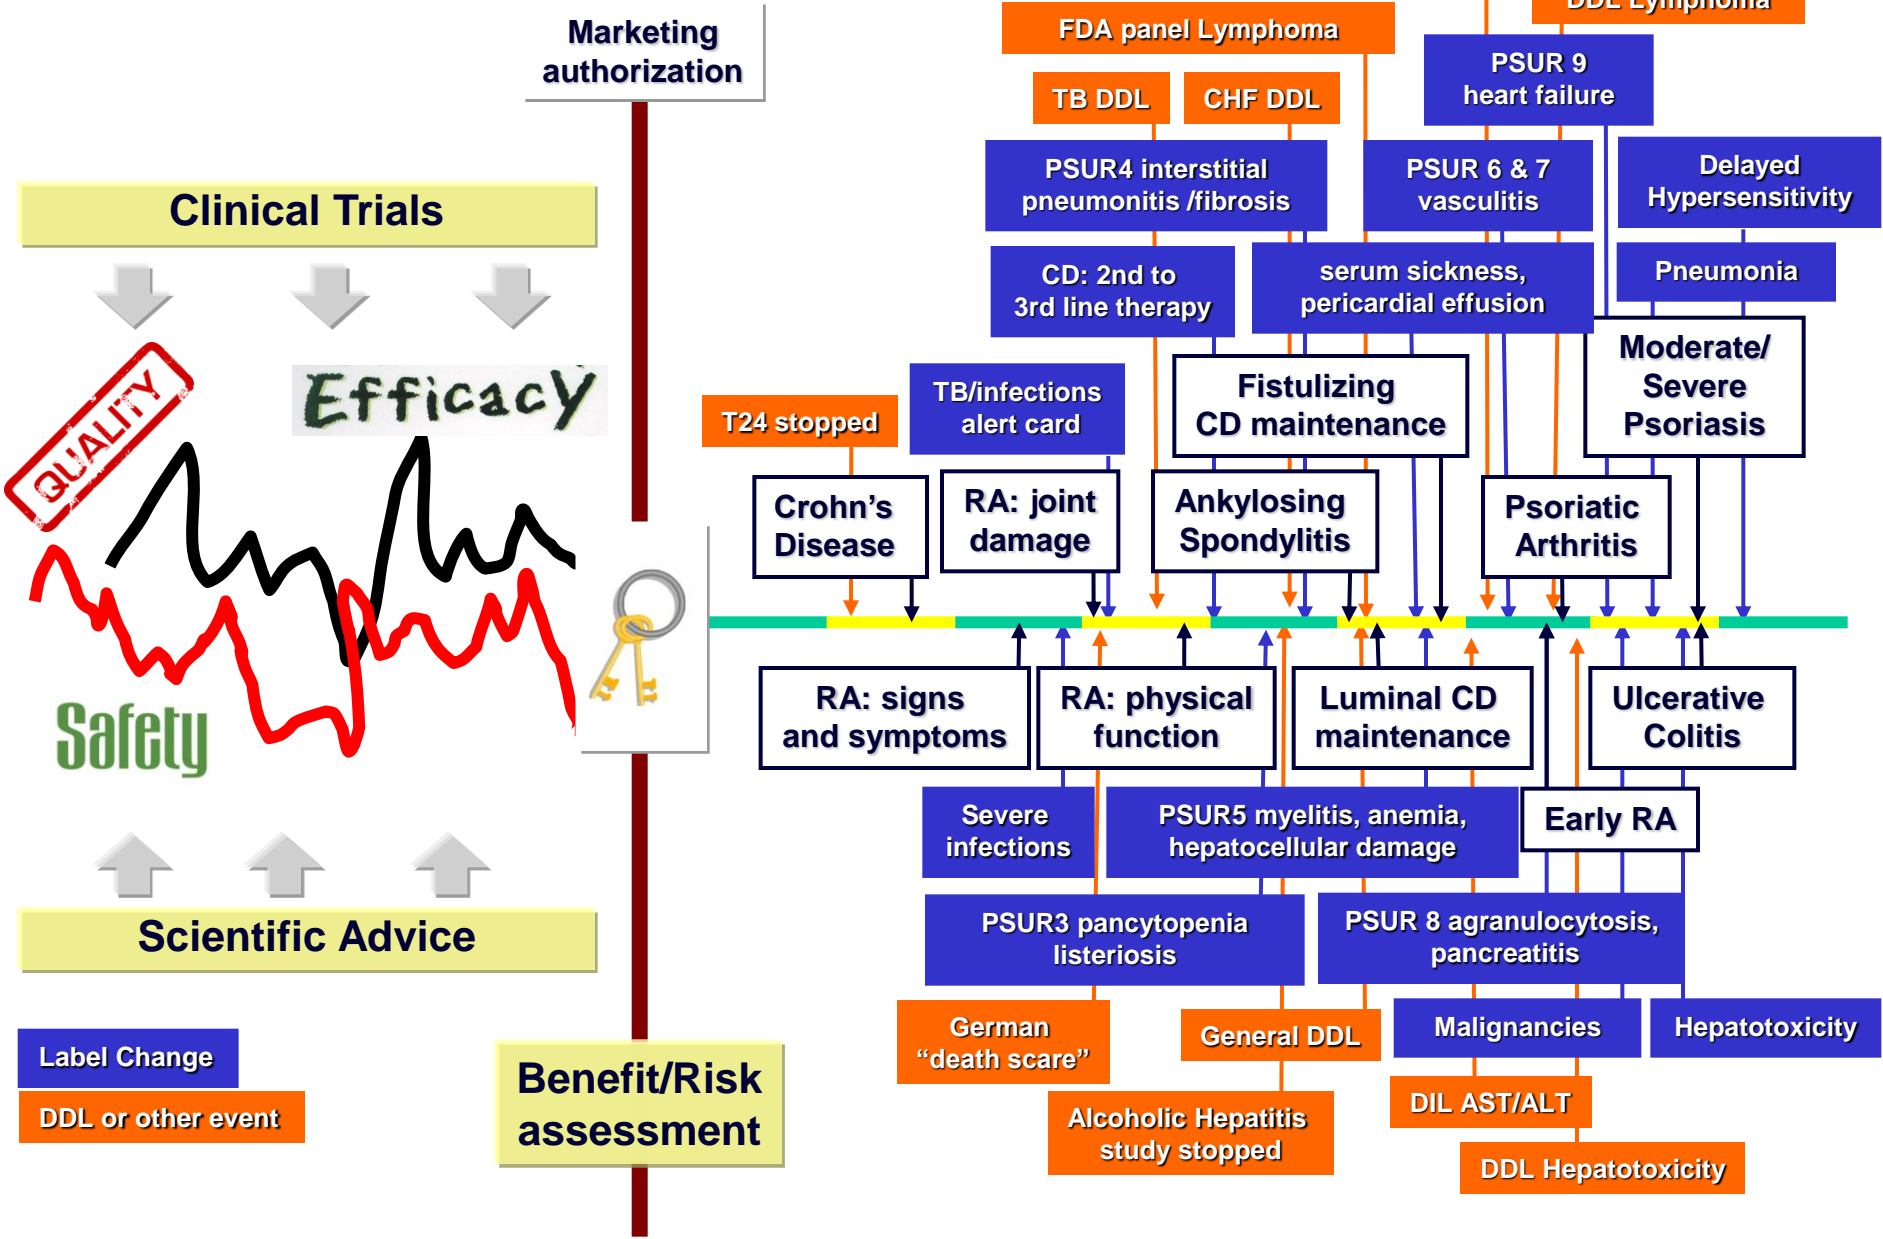 Marketing
authorization
Clinical Trials
QUALITY
Efficacy
Safety
Scientific Advice
Label Change
DDL or other event
Benefit/Risk
assessment
DDL Lymphoma
FDA panel Lymphoma
PSUR 9
heart failure
TB DDL
CHF DDL
PSUR4 interstitial
pneumonitis /fibrosis
PSUR 6 & 7
vasculitis
Delayed
Hypersensitivity
CD: 2nd to
3rd line therapy
serum sickness,
pericardial effusion
Pneumonia
T24 stopped
TB/infections
alert card
Fistulizing
CD maintenance
Moderate/
Severe
Psoriasis
Crohn’s
Disease
RA: joint
damage
Ankylosing
Spondylitis
Psoriatic
Arthritis
RA: signs
and symptoms
RA: physical
function
Luminal CD
maintenance
Ulcerative
Colitis
Severe
infections
PSUR5 myelitis, anemia,
hepatocellular damage
Early RA
PSUR3 pancytopenia
listeriosis
PSUR 8 agranulocytosis,
pancreatitis
German
“death scare”
General DDL
Malignancies
Hepatotoxicity
Alcoholic Hepatitis
study stopped
DIL AST/ALT
DDL Hepatotoxicity